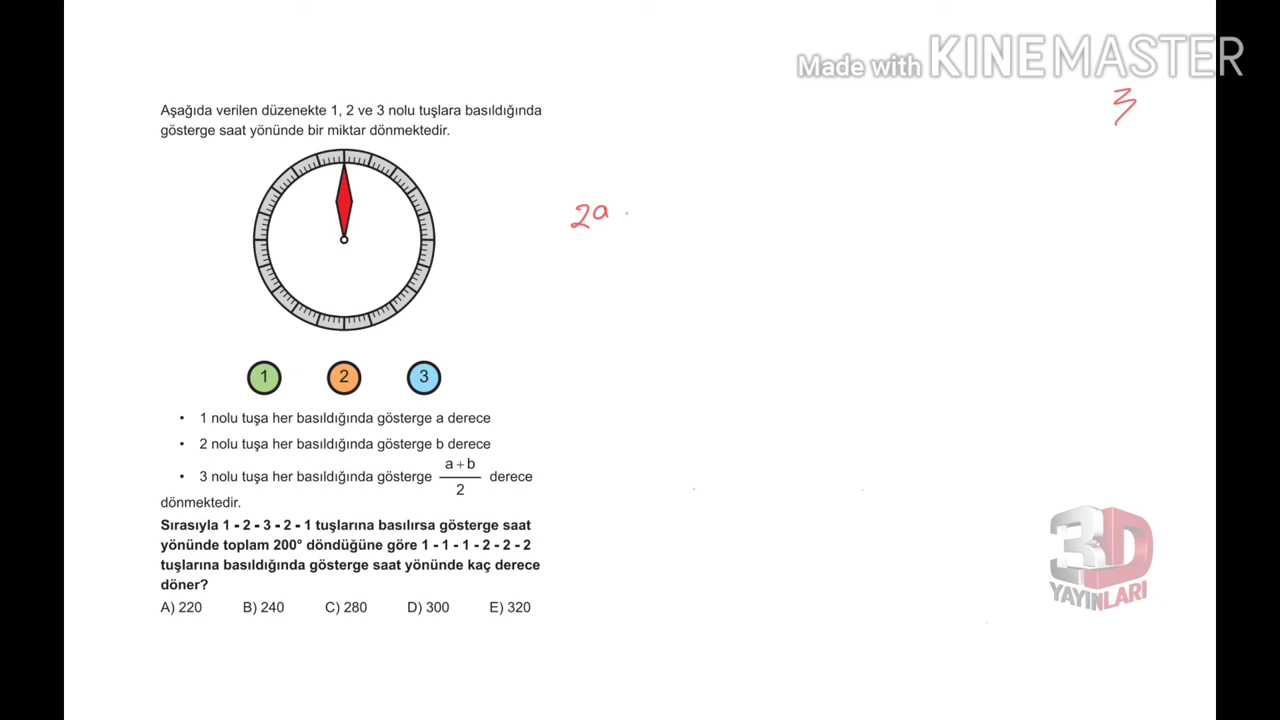 Made with KINEMASTER
3
Aşağıda verilen düzenekte 1, 2 ve 3 nolu tuşlara basıldığında
gösterge saat yönünde bir miktar dönmektedir.
2a
1 2 3
• 1 nolu tuşa her basıldığında gösterge a derece
• 2 nolu tuşa her basıldığında gösterge b derece
• 3 nolu tuşa her basıldığında gösterge a+b/2 derece
dönmektedir.
Sırasıyla 1 - 2 - 3 - 2 - 1 tuşlarına basılırsa gösterge saat
yönünde toplam 200° döndüğüne göre 1 - 1 - 1 - 2 - 2 - 2
tuşlarına basıldığında gösterge saat yönünde kaç derece
döner?
A) 220 B) 240 C) 280 D) 300 E) 320
3D
YAYINLARI